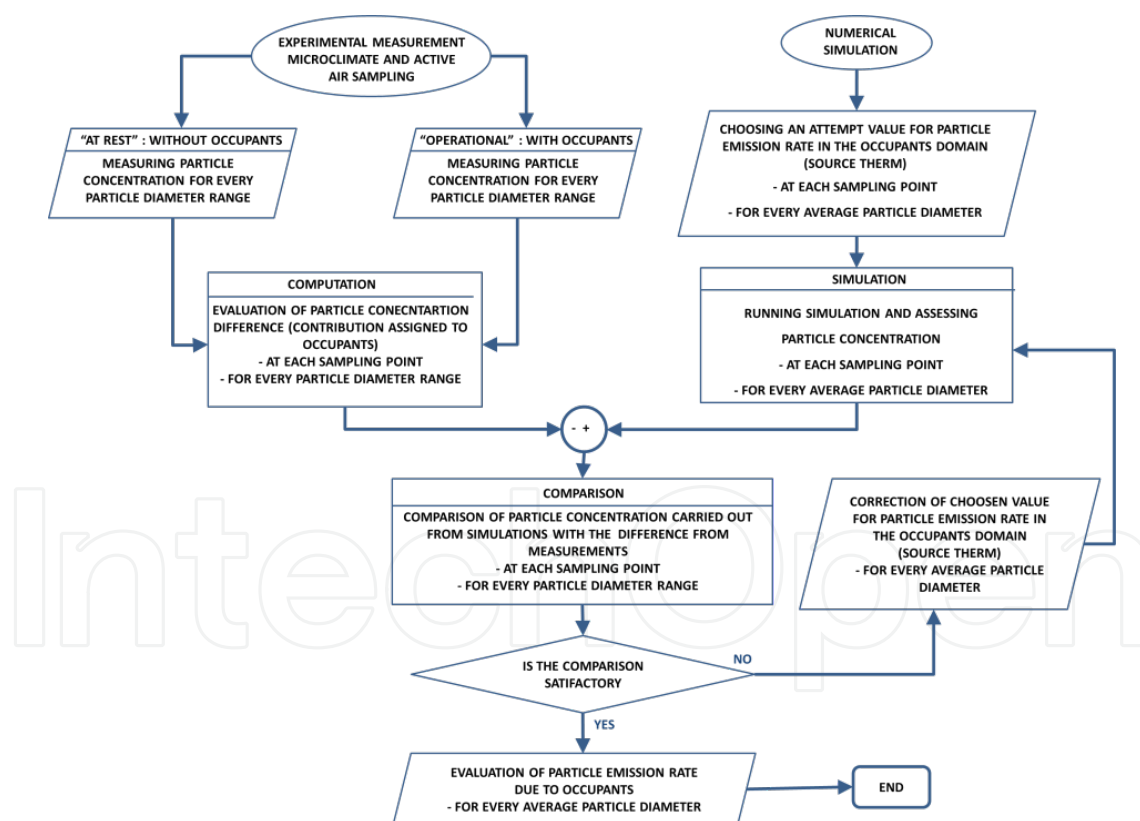 EXPERIMENTAL MEASUREMENT
MICROCLIMATE AND ACTIVE
AIR SAMPLING
NUMERICAL
SIMULATION
"AT REST" : WITHOUT OCCUPANTS
MEASURING PARTICLE
CONCENTRATION FOR EVERY
PARTICLE DIAMETER RANGE
"OPERATIONAL" : WITH OCCUPANTS
MEASURING PARTICLE
CONCENTRATION FOR EVERY
PARTICLE DIAMETER RANGE
CHOOSING AN ATTEMPT VALUE FOR PARTICLE
EMISSION RATE IN THE OCCUPANTS DOMAIN
(SOURCE THERM)
- AT EACH SAMPLING POINT
- FOR EVERY AVERAGE PARTICLE DIAMETER
COMPUTATION
EVALUATION OF PARTICLE CONECNTARTION
DIFFERENCE (CONTRIBUTION ASSIGNED TO
OCCUPANTS)
- AT EACH SAMPLING POINT
- FOR EVERY PARTICLE DIAMETER RANGE
SIMULATION
RUNNING SIMULATION AND ASSESSING
PARTICLE CONCENTRATION
- AT EACH SAMPLING POINT
- FOR EVERY AVERAGE PARTICLE DIAMETER
- +
COMPARISON
COMPARISON OF PARTICLE CONCENTRATION CARRIED OUT
FROM SIMULATIONS WITH THE DIFFERENCE FROM
MEASUREMENTS
- AT EACH SAMPLING POINT
- FOR EVERY PARTICLE DIAMETER RANGE
CORRECTION OF CHOOSEN VALUE
FOR PARTICLE EMISSION RATE IN
THE OCCUPANTS DOMAIN
(SOURCE THERM)
- FOR EVERY AVERAGE PARTICLE
DIAMETER
IntechOpen
IS THE COMPARISON
SATIFACTORY
NO
YES
EVALUATION OF PARTICLE EMISSION RATE
DUE TO OCCUPANTS
- FOR EVERY AVERAGE PARTICLE DIAMETER
END